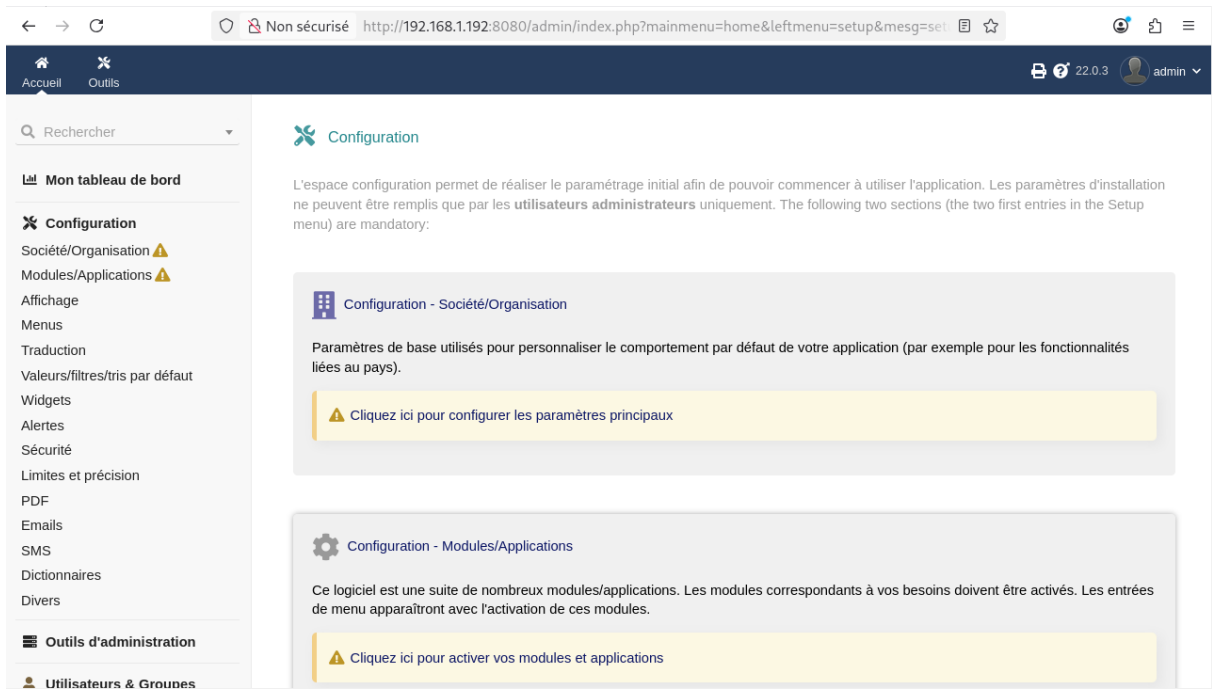 Non sécurisé http://192.168.1.192:8080/admin/index.php?mainmenu=home&leftmenu=setup&mesg=set
Accueil
Outils
22.0.3 admin
Rechercher
Mon tableau de bord
Configuration
Société/Organisation
Modules/Applications
Affichage
Menus
Traduction
Valeurs/filtres/tris par défaut
Widgets
Alertes
Sécurité
Limites et précision
PDF
Emails
SMS
Dictionnaires
Divers
Outils d'administration
Utilisateurs & Groupes
Configuration
L'espace configuration permet de réaliser le paramétrage initial afin de pouvoir commencer à utiliser l'application. Les paramètres d'installation
ne peuvent être remplis que par les utilisateurs administrateurs uniquement. The following two sections (the two first entries in the Setup
menu) are mandatory:
Configuration - Société/Organisation
Paramètres de base utilisés pour personnaliser le comportement par défaut de votre application (par exemple pour les fonctionnalités
liées au pays).
Cliquez ici pour configurer les paramètres principaux
Configuration - Modules/Applications
Ce logiciel est une suite de nombreux modules/applications. Les modules correspondants à vos besoins doivent être activés. Les entrées
de menu apparaîtront avec l'activation de ces modules.
Cliquez ici pour activer vos modules et applications